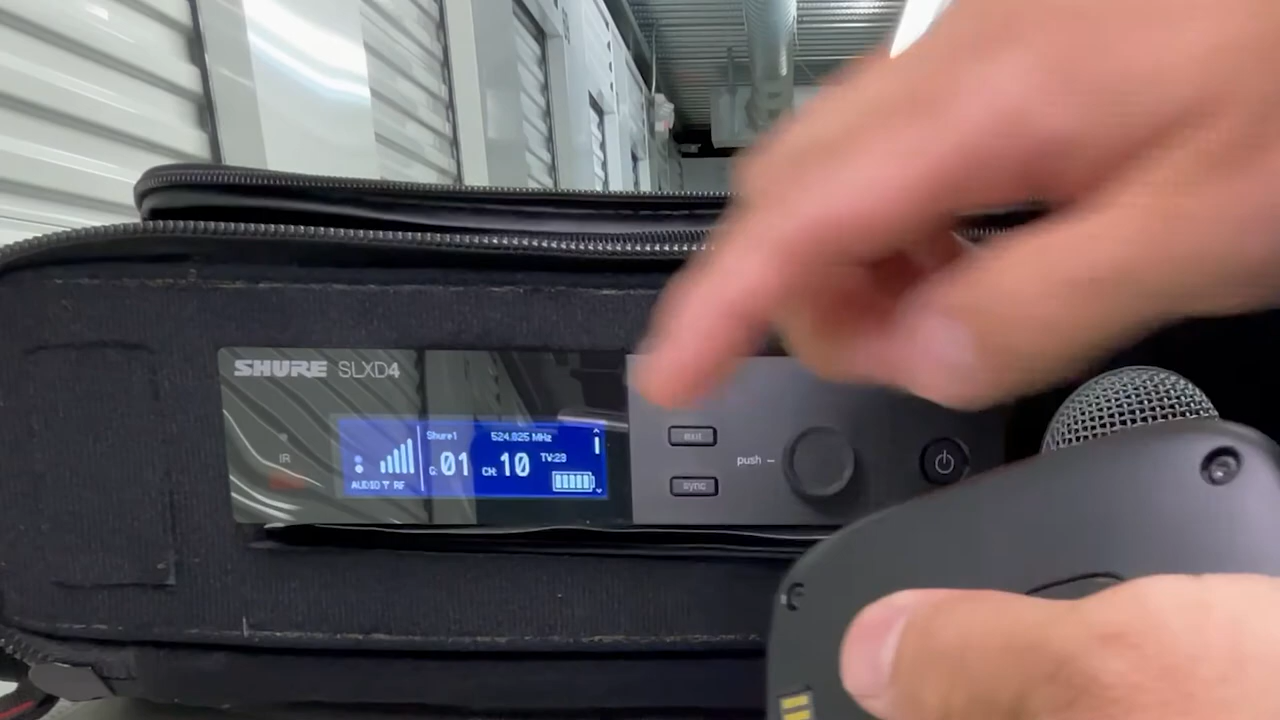 SHURE SLXD4
IR
Shure1 524.825 MHz
G: 01 CH: 10 TV:23
AUDIO RF
exit
push
sync